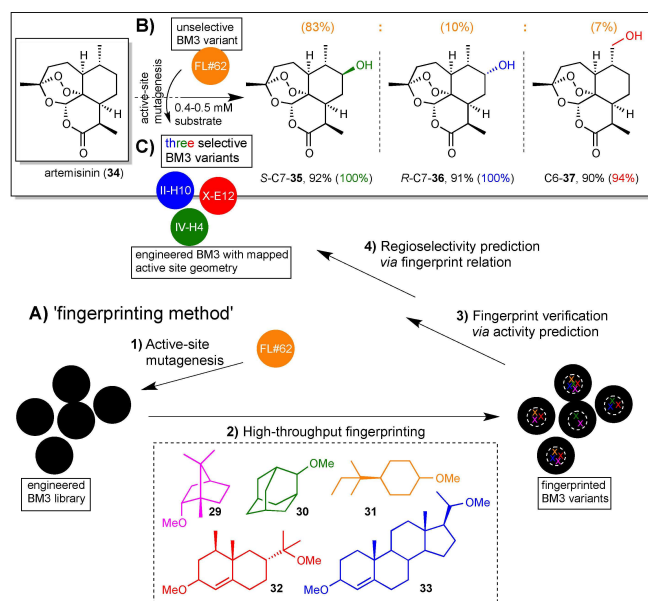 B)
unselective
BM3 variant
FL#62
(83%) : (10%) : (7%)
active-site
mutagenesis
0.4-0.5 mM
substrate
OH
OH
OH
H
H
O
O
O
O
O
H
H
O
O
O
O
O
H
H
O
O
O
O
O
H
H
O
O
O
O
O
artemisinin (34)
C)
three selective
BM3 variants
S-C7-35, 92% (100%)
R-C7-36, 91% (100%)
C6-37, 90% (94%)
II-H10
X-E12
IV-H4
engineered BM3 with mapped
active site geometry
4) Regioselectivity prediction
via fingerprint relation
A) 'fingerprinting method'
3) Fingerprint verification
via activity prediction
1) Active-site
mutagenesis
FL#62
2) High-throughput fingerprinting
engineered
BM3 library
fingerprinted
BM3 variants
MeO
29
OMe
30
OMe
31
MeO
OMe
32
MeO
OMe
33